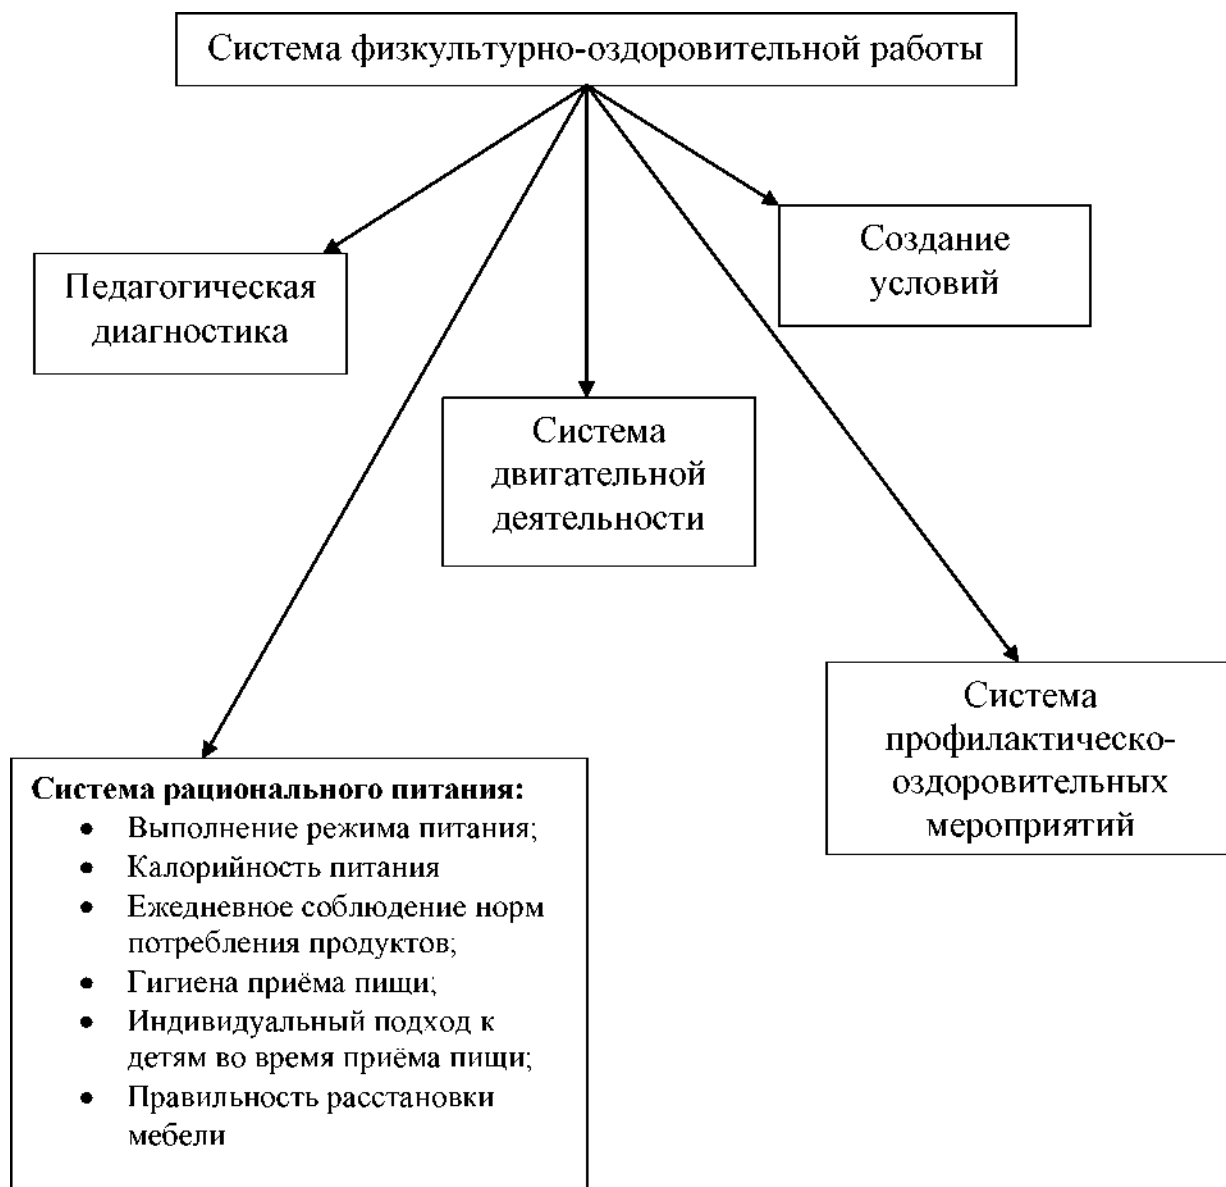 Система физкультурно-оздоровительной работы
Создание
условий
Педагогическая
диагностика
Система
двигательной
деятельности
Система
профилактическо-
оздоровительных
мероприятий
Система рационального питания:
• Выполнение режима питания;
• Калорийность питания
• Ежедневное соблюдение норм
потребления продуктов;
• Гигиена приёма пищи;
• Индивидуальный подход к
детям во время приёма пищи;
• Правильность расстановки
мебели